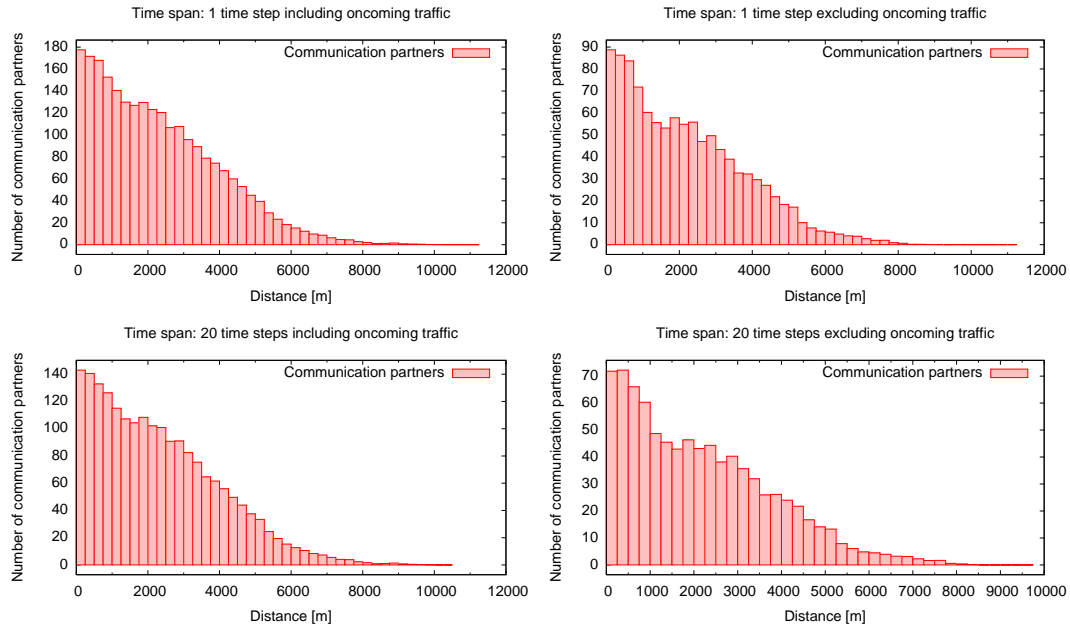 Time span: 1 time step including oncoming traffic
Number of communication partners
180
160
140
120
100
80
60
40
20
0
Communication partners
0 2000 4000 6000 8000 10000 12000
Distance [m]
Time span: 1 time step excluding oncoming traffic
Number of communication partners
90
80
70
60
50
40
30
20
10
0
Communication partners
0 2000 4000 6000 8000 10000 12000
Distance [m]
Time span: 20 time steps including oncoming traffic
Number of communication partners
140
120
100
80
60
40
20
0
Communication partners
0 2000 4000 6000 8000 10000 12000
Distance [m]
Time span: 20 time steps excluding oncoming traffic
Number of communication partners
70
60
50
40
30
20
10
0
Communication partners
0 1000 2000 3000 4000 5000 6000 7000 8000 9000 10000
Distance [m]